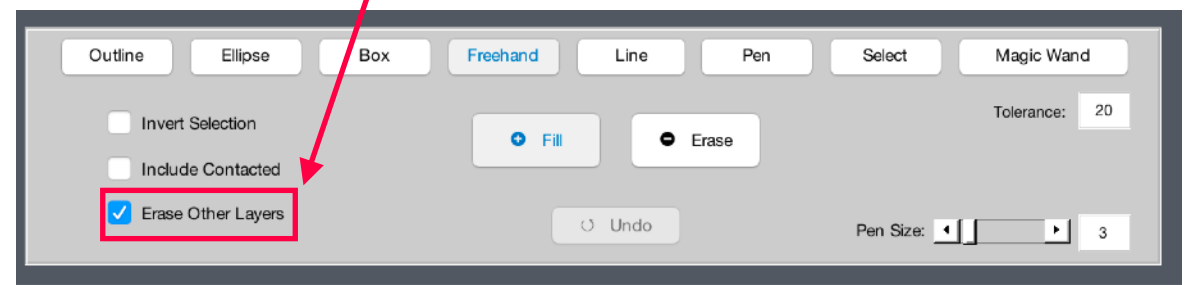 Outline Ellipse Box Freehand Line Pen Select Magic Wand
Invert Selection
Include Contacted
Erase Other Layers
Fill Erase
Undo
Tolerance: 20
Pen Size: 3